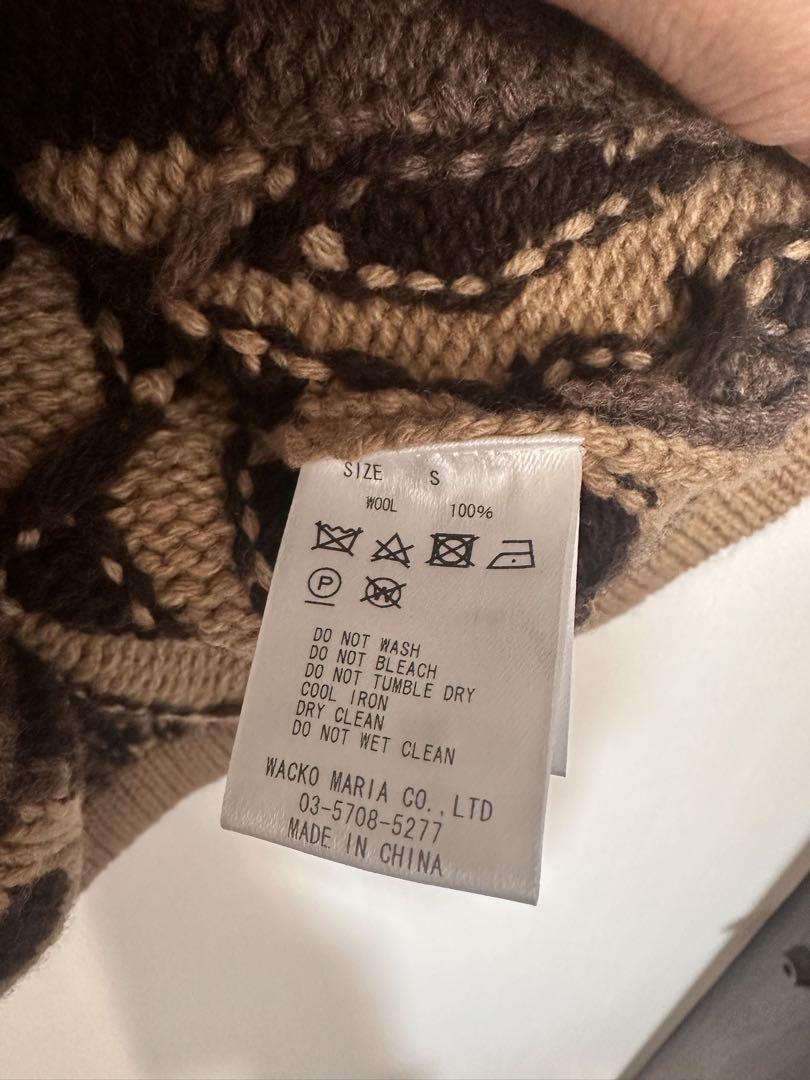 SIZE S
WOOL 100%
P W
DO NOT WASH
DO NOT BLEACH
DO NOT TUMBLE DRY
COOL IRON
DRY CLEAN
DO NOT WET CLEAN
WACKO MARIA CO.,LTD
03-5708-5277
MADE IN CHINA